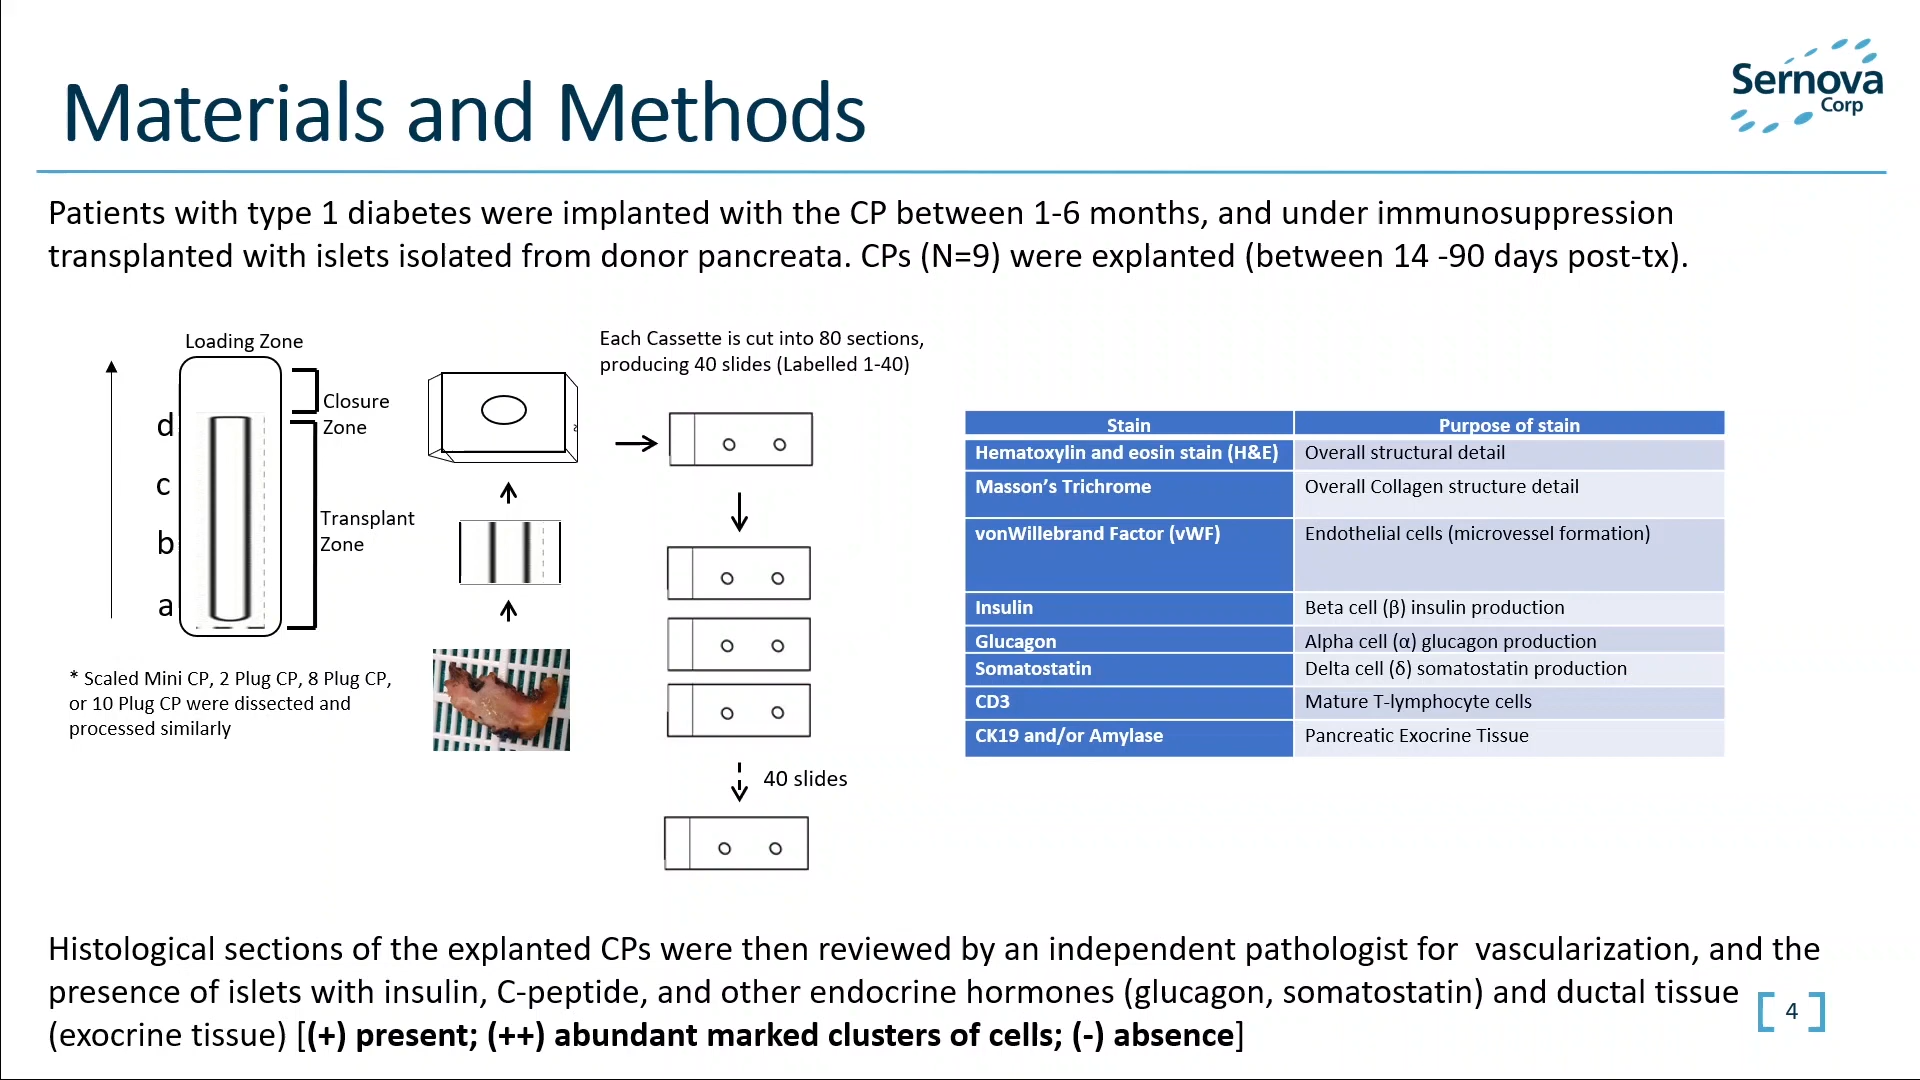 Materials and Methods
Sernova
Corp
Patients with type 1 diabetes were implanted with the CP between 1-6 months, and under immunosuppression
transplanted with islets isolated from donor pancreata. CPs (N=9) were explanted (between 14 -90 days post-tx).
Loading Zone
Closure
Zone
d
c
b
a
Transplant
Zone
* Scaled Mini CP, 2 Plug CP, 8 Plug CP,
or 10 Plug CP were dissected and
processed similarly
Each Cassette is cut into 80 sections,
producing 40 slides (Labelled 1-40)
40 slides
Stain Purpose of stain
Hematoxylin and eosin stain (H&E) Overall structural detail
Masson’s Trichrome Overall Collagen structure detail
vonWillebrand Factor (vWF) Endothelial cells (microvessel formation)
Insulin Beta cell (β) insulin production
Glucagon Alpha cell (α) glucagon production
Somatostatin Delta cell (δ) somatostatin production
CD3 Mature T-lymphocyte cells
CK19 and/or Amylase Pancreatic Exocrine Tissue
Histological sections of the explanted CPs were then reviewed by an independent pathologist for  vascularization, and the
presence of islets with insulin, C-peptide, and other endocrine hormones (glucagon, somatostatin) and ductal tissue
(exocrine tissue) [(+) present; (++) abundant marked clusters of cells; (-) absence]
4